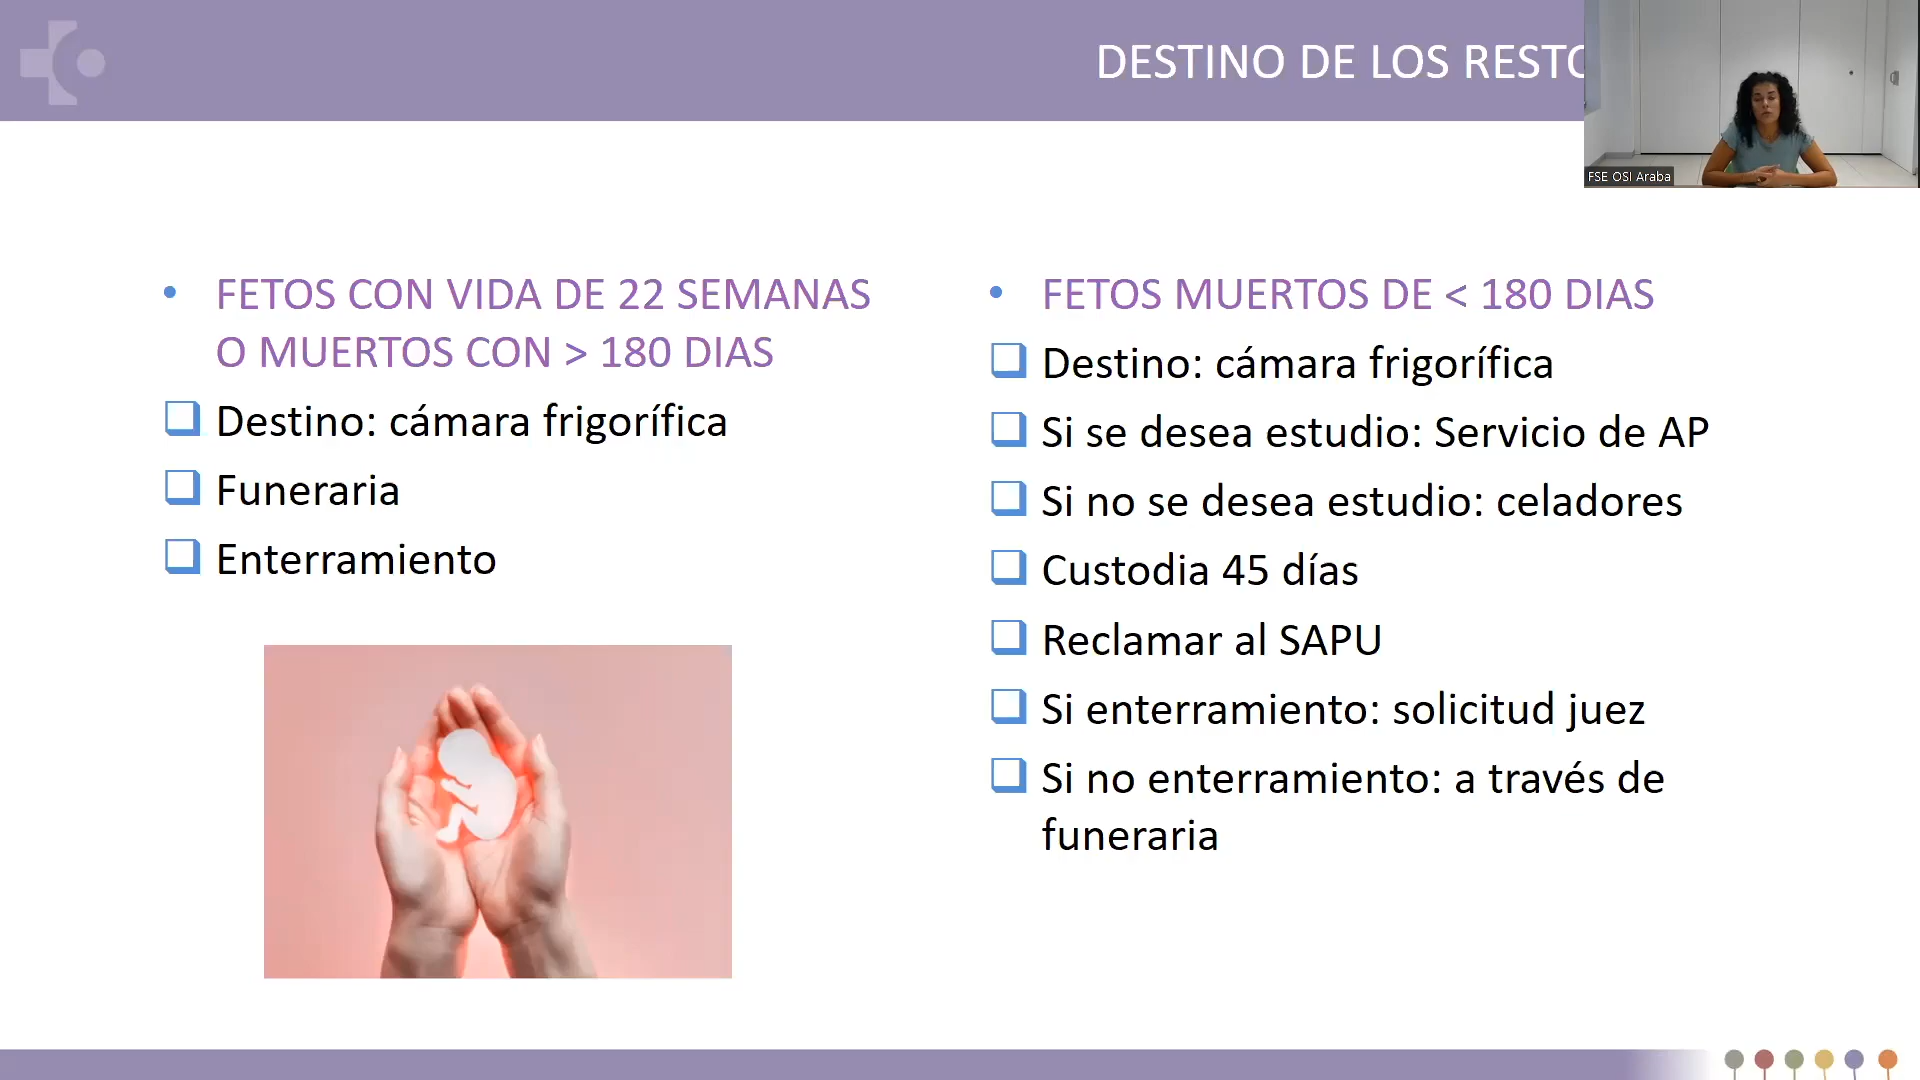 DESTINO DE LOS RESTO
FSE OSI Araba
• FETOS CON VIDA DE 22 SEMANAS
O MUERTOS CON > 180 DIAS
❑ Destino: cámara frigorífica
❑ Funeraria
❑ Enterramiento
• FETOS MUERTOS DE < 180 DIAS
❑ Destino: cámara frigorífica
❑ Si se desea estudio: Servicio de AP
❑ Si no se desea estudio: celadores
❑ Custodia 45 días
❑ Reclamar al SAPU
❑ Si enterramiento: solicitud juez
❑ Si no enterramiento: a través de
funeraria